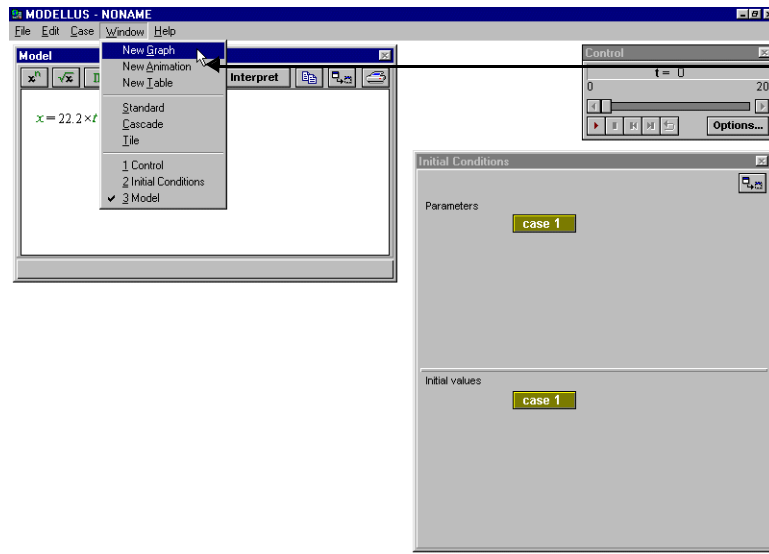 MODELLUS - NONAME
File Edit Case Window Help
Model
xⁿ √x Interpret
x = 22.2 × t
New Graph
New Animation
New Table
Standard
Cascade
Tile
1 Control
2 Initial Conditions
✓ 3 Model
Control
t = 0
0 20
Options...
Initial Conditions
Parameters
case 1
Initial values
case 1